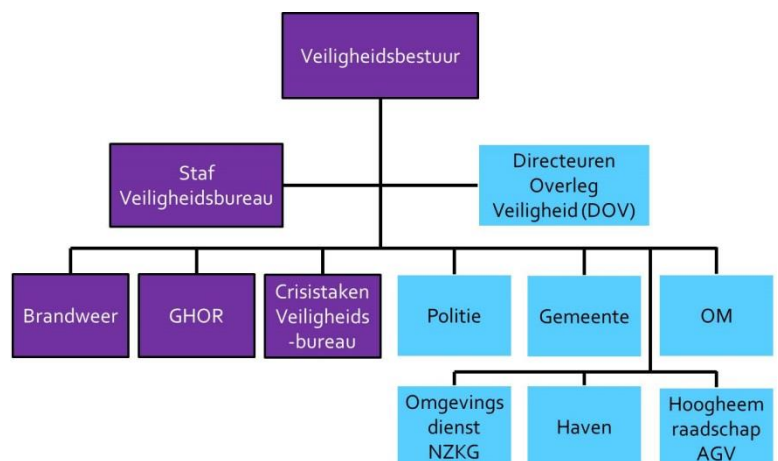 Veiligheidsbestuur
Staf
Veiligheidsbureau
Directeuren
Overleg
Veiligheid (DOV)
Brandweer
GHOR
Crisistaken
Veiligheids
-bureau
Politie
Gemeente
OM
Omgevings
dienst
NZKG
Haven
Hoogheem
raadschap
AGV